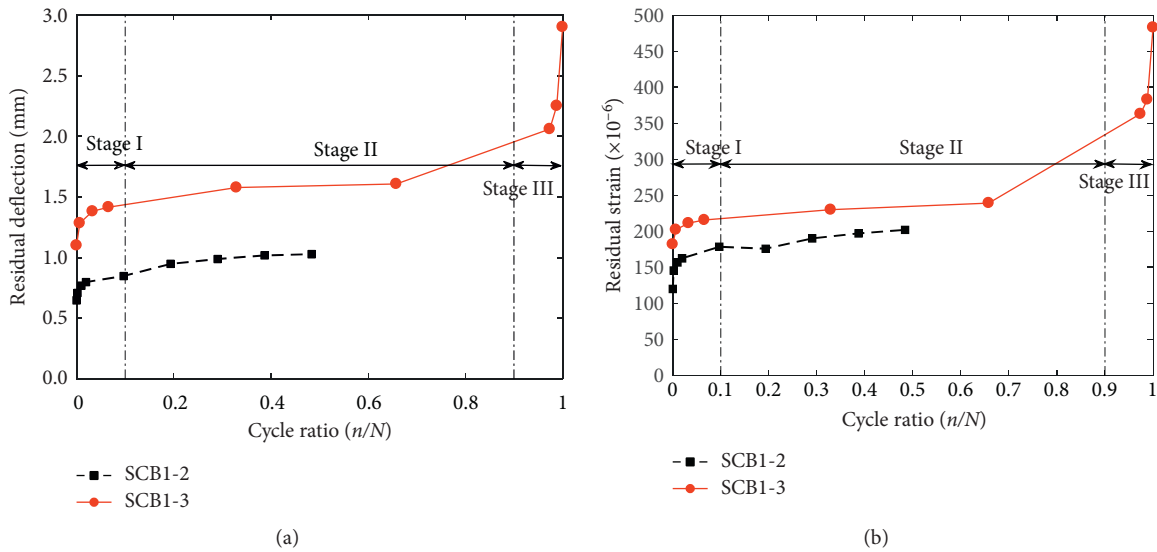 3.0
2.5
2.0
1.5
1.0
0.5
0.0
Residual deflection (mm)
Stage I
Stage II
Stage III
0 0.2 0.4 0.6 0.8 1
Cycle ratio (n/N)
SCB1-2
SCB1-3
(a)
500
450
400
350
300
250
200
150
100
50
0
Residual strain (×10⁻⁶)
Stage I
Stage II
Stage III
0 0.1 0.2 0.3 0.4 0.5 0.6 0.7 0.8 0.9 1
Cycle ratio (n/N)
SCB1-2
SCB1-3
(b)